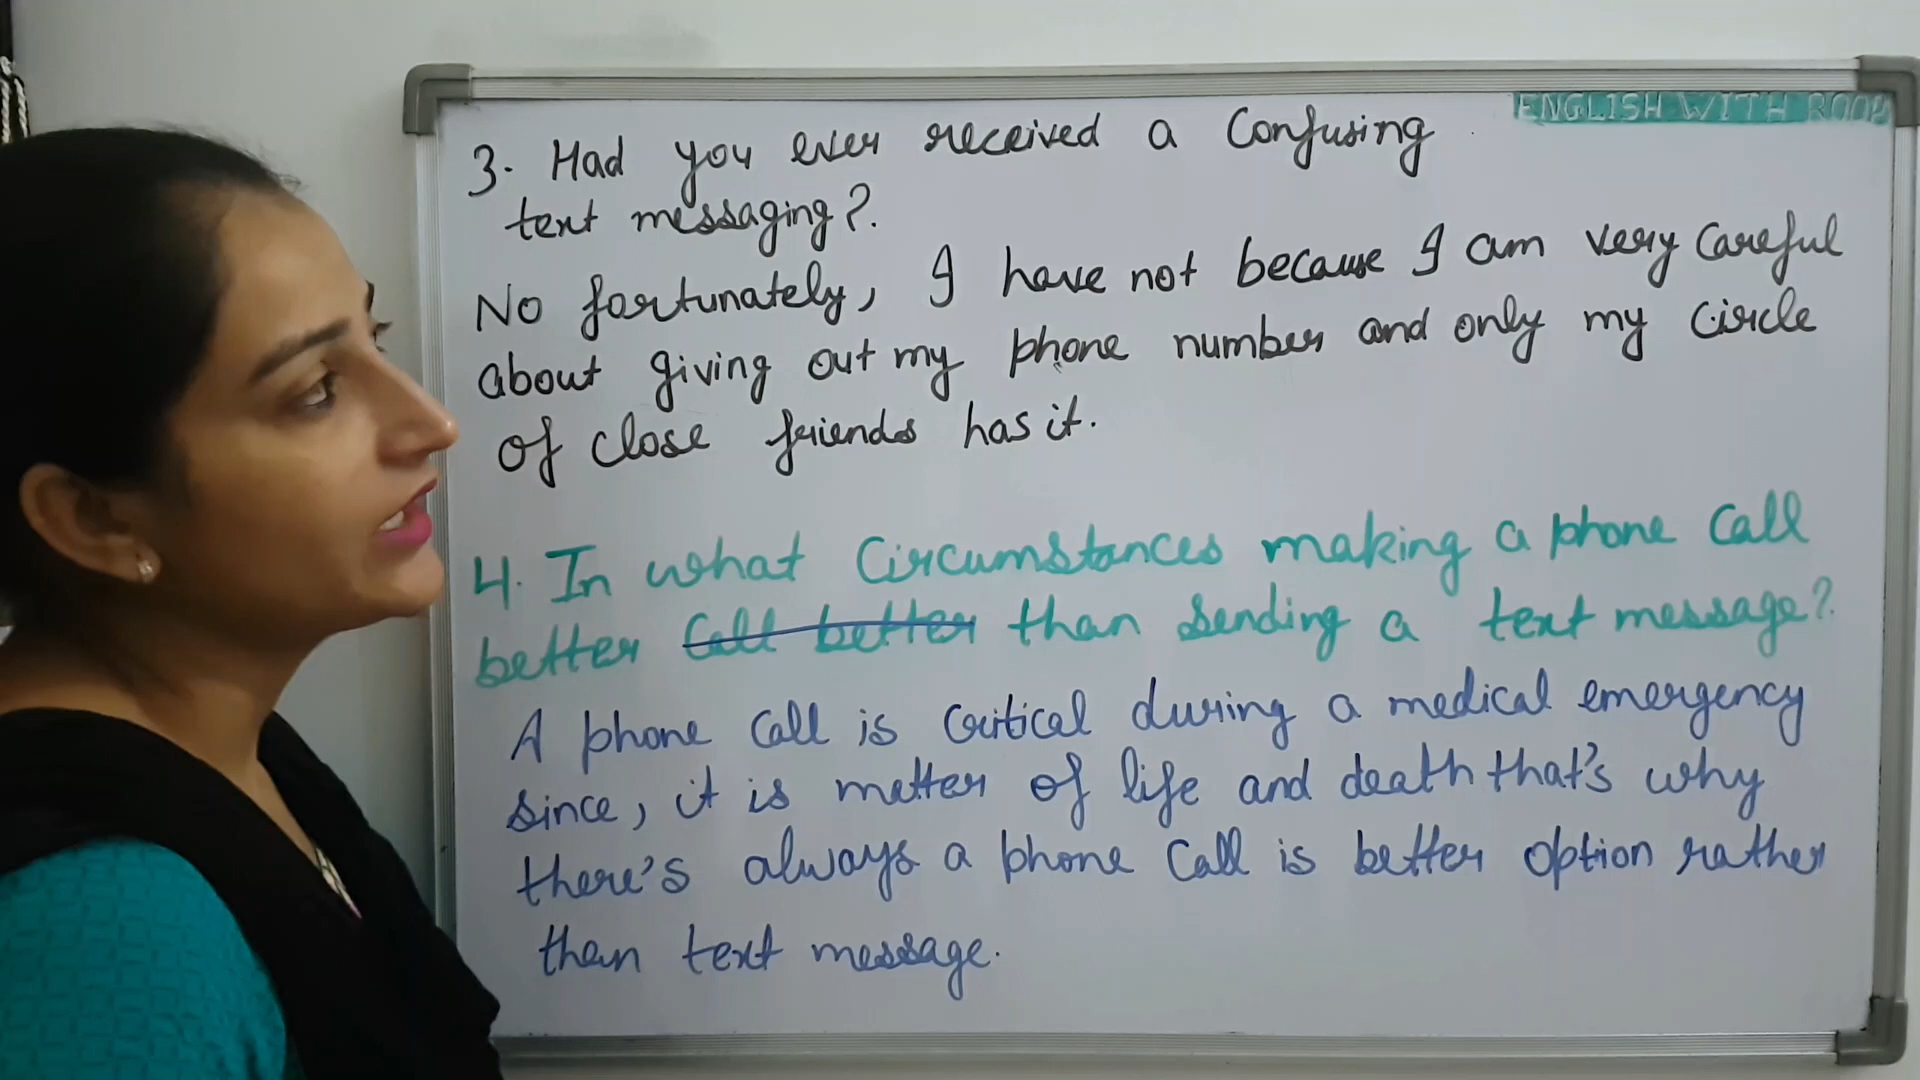 ENGLISH WITH ROOP
3. Had you ever received a Confusing
text messaging?.
No fortunately, I have not because I am very Careful
about giving out my phone number and only my Circle
of close friends has it.
4. In what Circumstances making a phone Call
better Call better than Sending a text message?
A phone Call is Critical during a medical emergency
since, it is metter of life and death that's why
there's always a phone Call is better option rather
then text message.